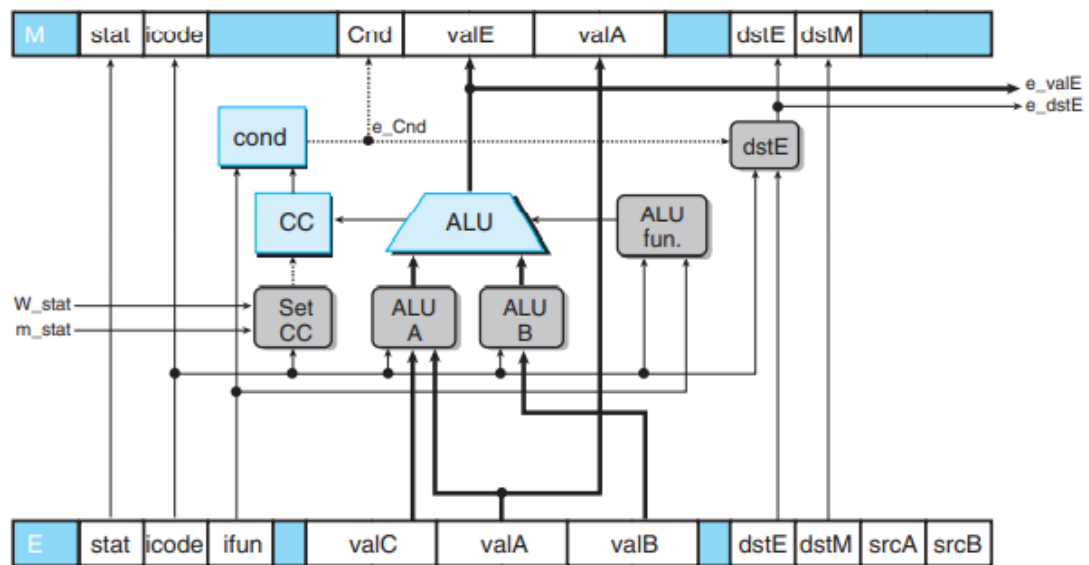 M stat icode Cnd valE valA dstE dstM
e_valE
e_dstE
e_Cnd
cond
dstE
CC
ALU
ALU
fun.
W_stat
m_stat
Set
CC
ALU
A
ALU
B
E stat icode ifun valC valA valB dstE dstM srcA srcB